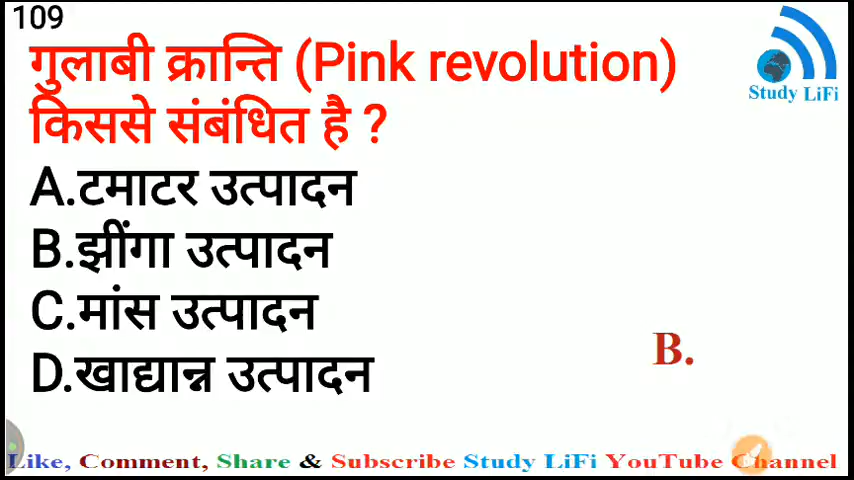 109
गुलाबी क्रान्ति (Pink revolution)
किससे संबंधित है ?
A.टमाटर उत्पादन
B.झींगा उत्पादन
C.मांस उत्पादन
D.खाद्यान्न उत्पादन
B.
Study LiFi
Like, Comment, Share & Subscribe Study LiFi YouTube Channel